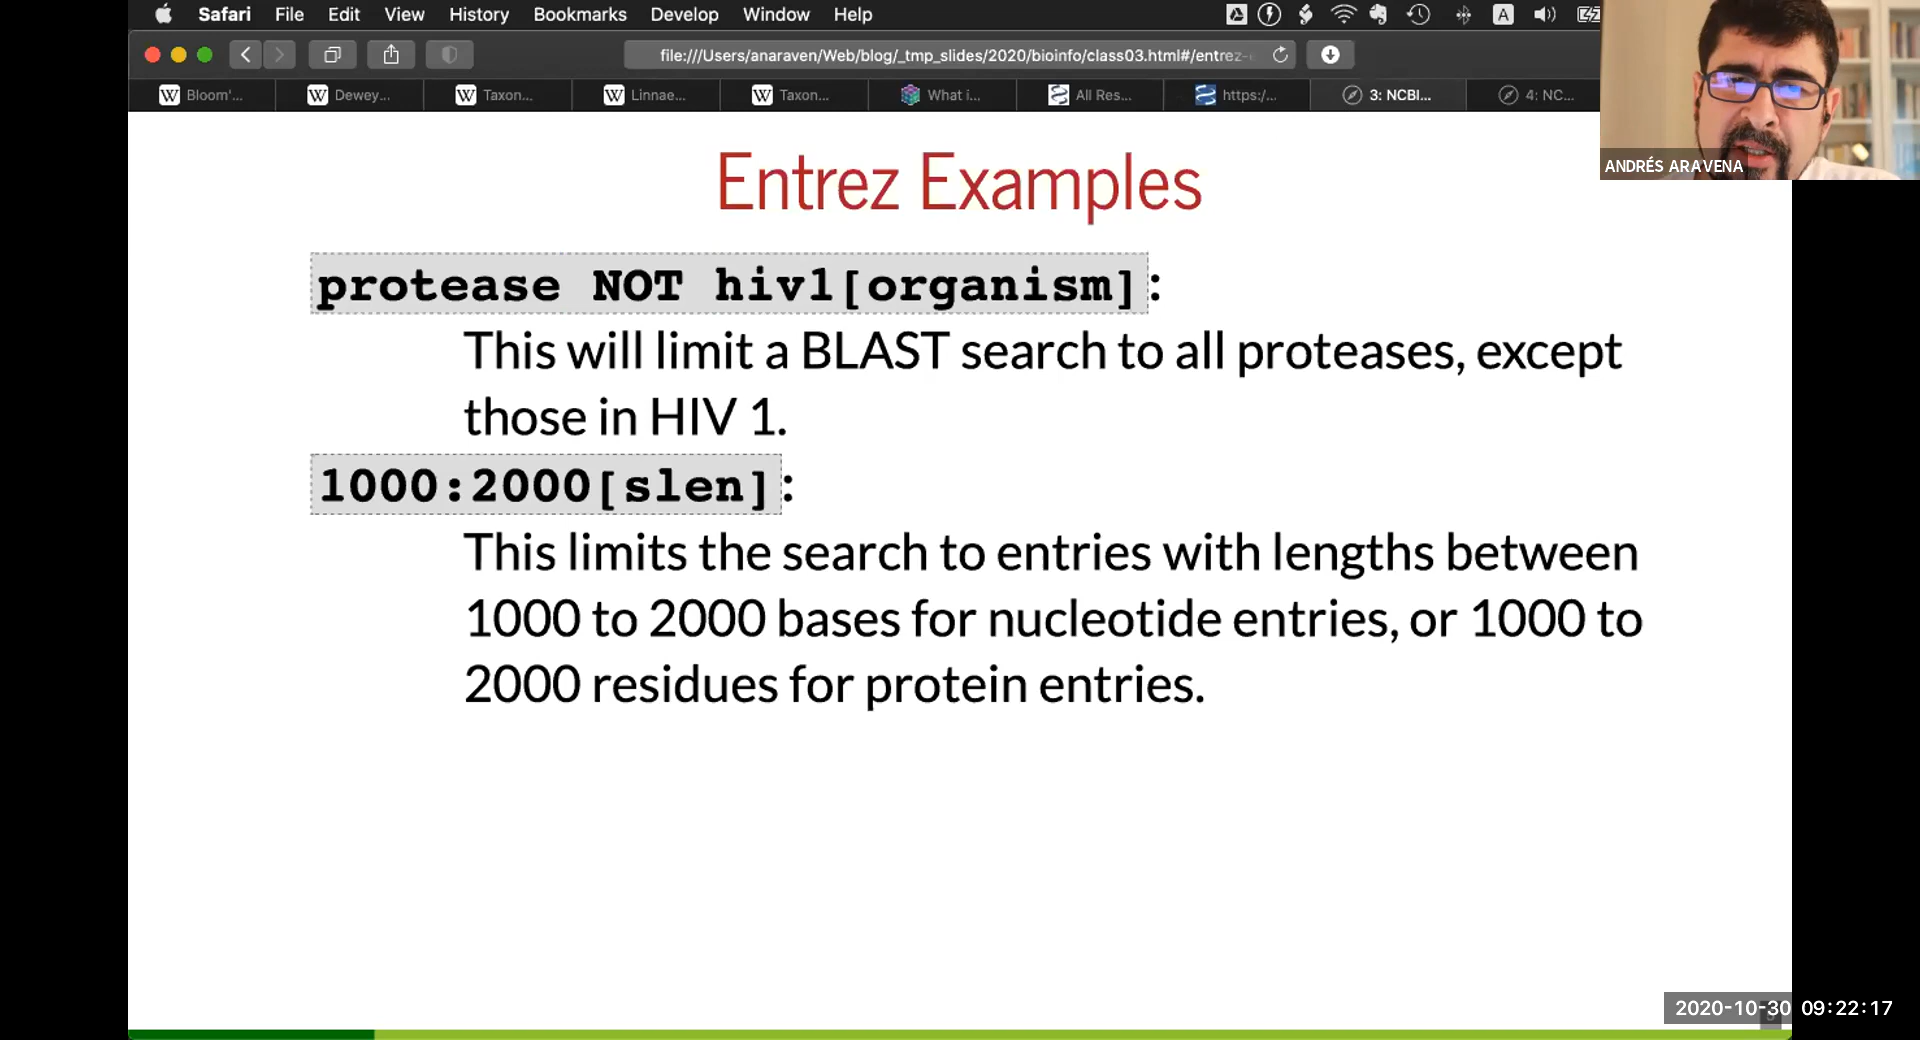 Safari File Edit View History Bookmarks Develop Window Help
A
file:///Users/anaraven/Web/blog/_tmp_slides/2020/bioinfo/class03.html#/entrez-
W Bloom'... W Dewey... W Taxon... W Linnae... W Taxon... What i... All Res... https:/... 3: NCBI... 4: NC...
ANDRÉS ARAVENA
Entrez Examples
protease NOT hiv1[organism]:
This will limit a BLAST search to all proteases, except
those in HIV 1.
1000:2000[slen]:
This limits the search to entries with lengths between
1000 to 2000 bases for nucleotide entries, or 1000 to
2000 residues for protein entries.
2020-10-30 09:22:17